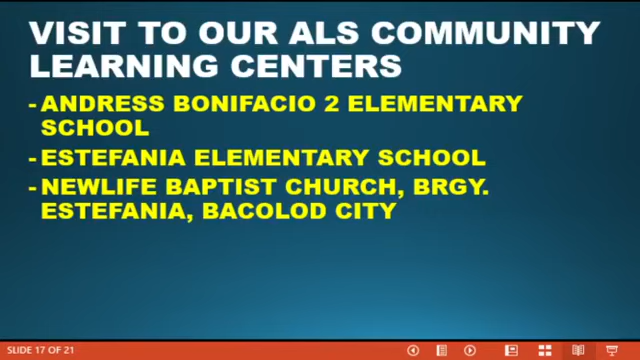 VISIT TO OUR ALS COMMUNITY
LEARNING CENTERS
- ANDRESS BONIFACIO 2 ELEMENTARY
SCHOOL
- ESTEFANIA ELEMENTARY SCHOOL
- NEWLIFE BAPTIST CHURCH, BRGY.
ESTEFANIA, BACOLOD CITY
SLIDE 17 OF 21